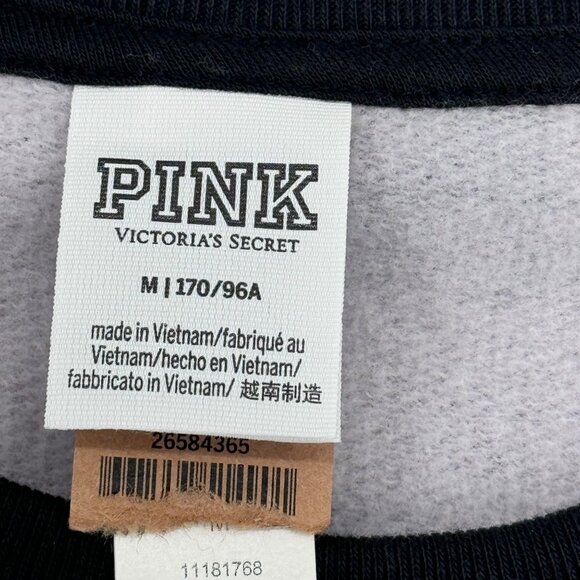 PINK
VICTORIA'S SECRET
M | 170/96A
made in Vietnam/fabriqué au
Vietnam/hecho en Vietnam/
fabbricato in Vietnam/ 越南制造
26584365
M
11181768